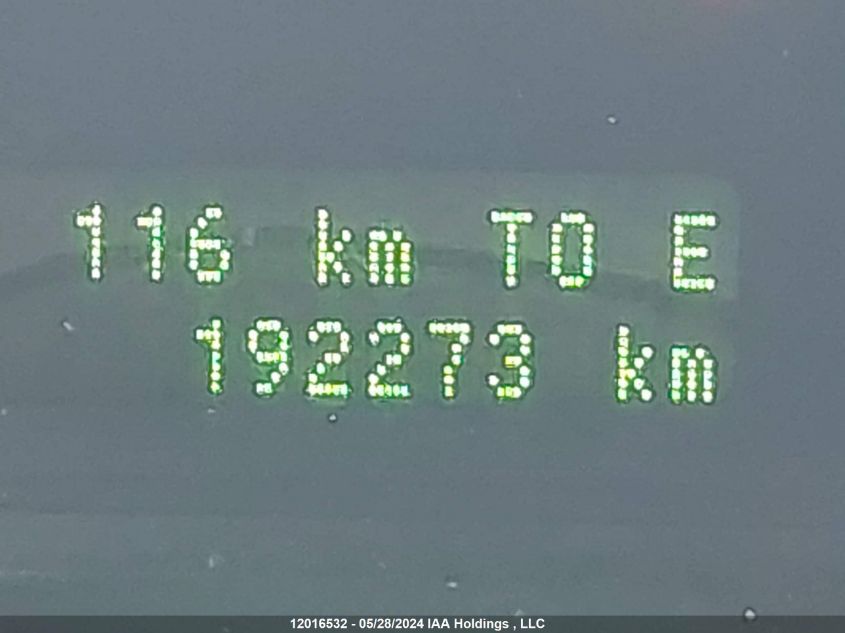 116 km TO E
192273 km
12016532 - 05/28/2024 IAA Holdings , LLC